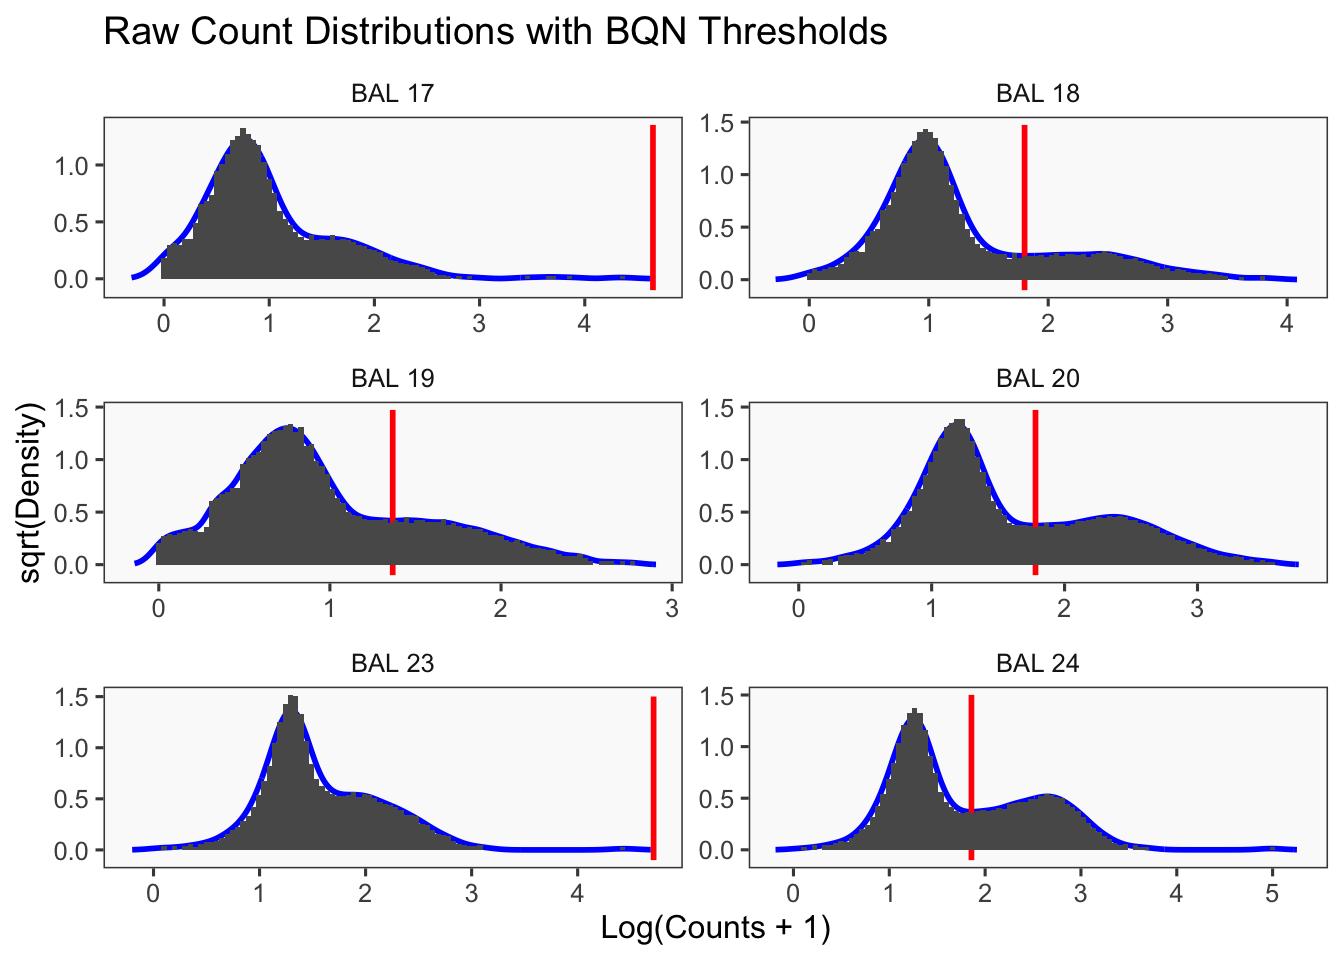 Raw Count Distributions with BQN Thresholds
BAL 17
BAL 18
1.0
0.5
0.0
0 1 2 3 4
1.5
1.0
0.5
0.0
0 1 2 3 4
BAL 19
BAL 20
sqrt(Density)
1.5
1.0
0.5
0.0
0 1 2 3
1.5
1.0
0.5
0.0
0 1 2 3
BAL 23
BAL 24
1.5
1.0
0.5
0.0
0 1 2 3 4
1.5
1.0
0.5
0.0
0 1 2 3 4 5
Log(Counts + 1)